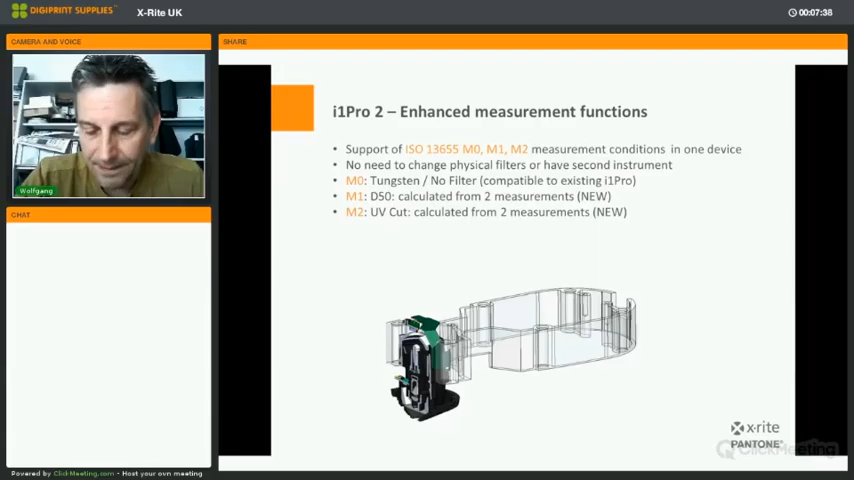 DIGIPRINT SUPPLIES™
X-Rite UK
00:07:38
CAMERA AND VOICE
SHARE
Wolfgang
CHAT
i1Pro 2 – Enhanced measurement functions
• Support of ISO 13655 M0, M1, M2 measurement conditions in one device
• No need to change physical filters or have second instrument
• M0: Tungsten / No Filter (compatible to existing i1Pro)
• M1: D50: calculated from 2 measurements (NEW)
• M2: UV Cut: calculated from 2 measurements (NEW)
x·rite
PANTONE
ClickMeeting
Powered by ClickMeeting.com - Host your own meeting